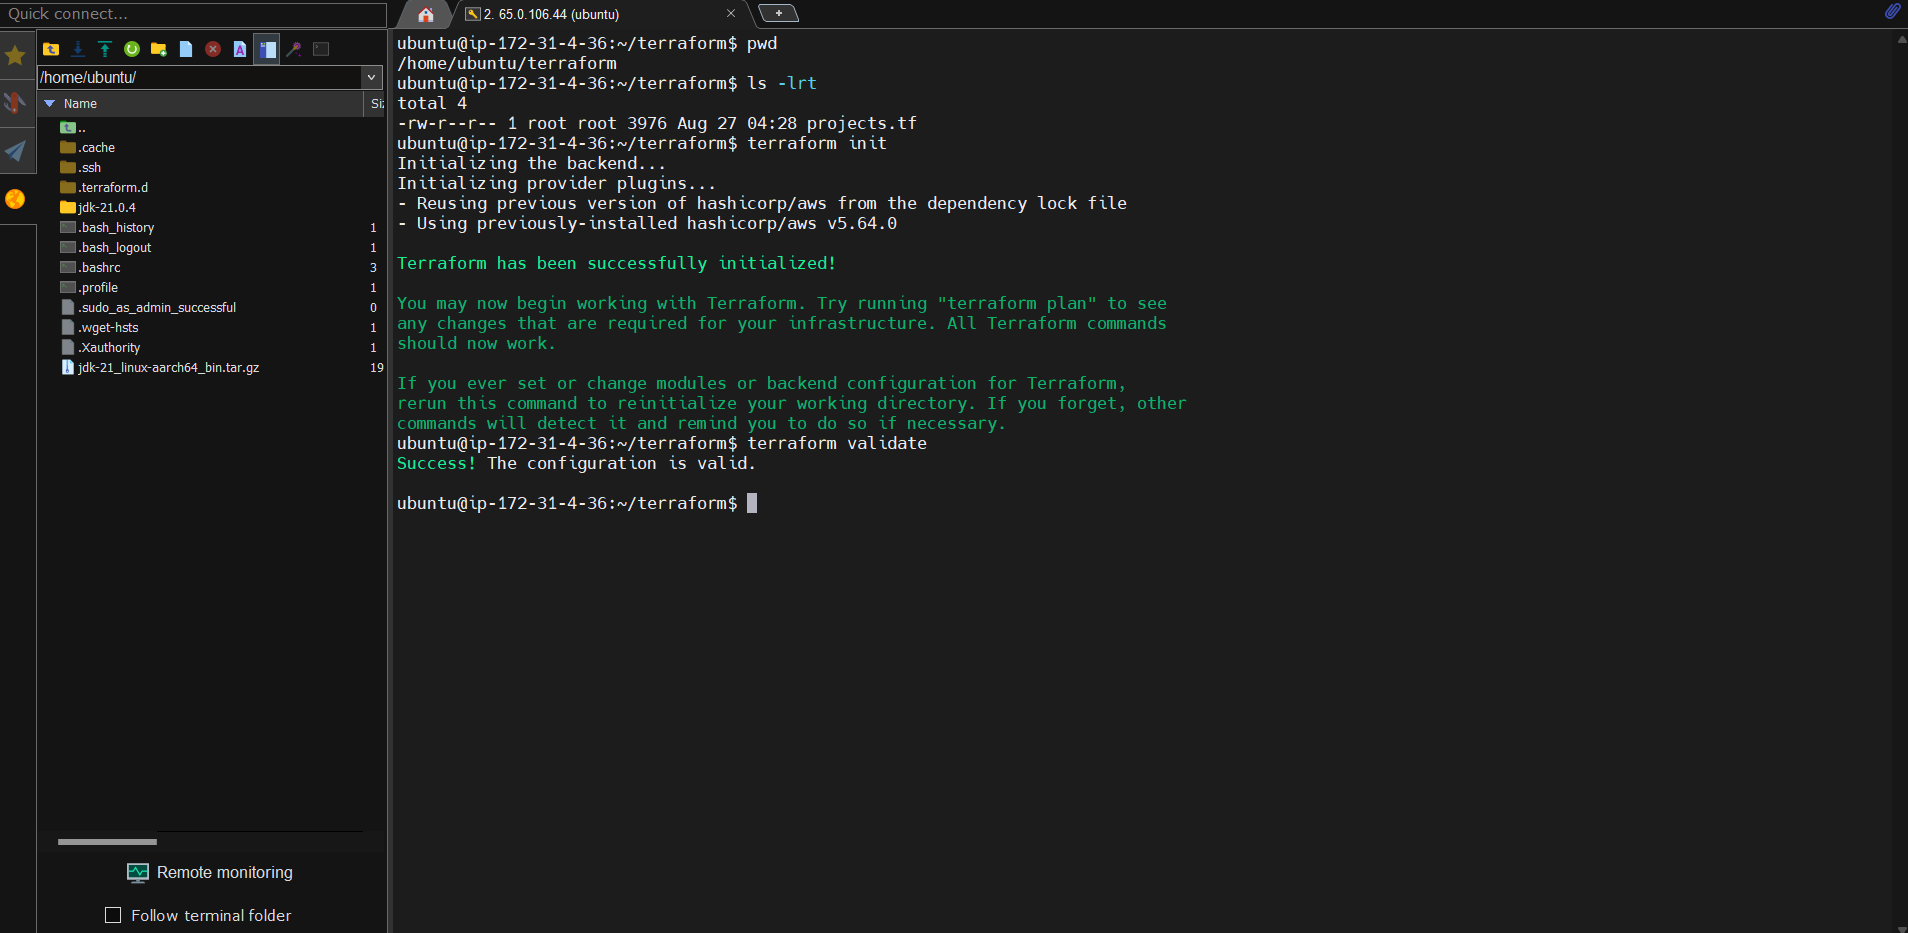 Quick connect...
2. 65.0.106.44 (ubuntu)
/home/ubuntu/
Name
Siz
..
.cache
.ssh
.terraform.d
jdk-21.0.4
.bash_history 1
.bash_logout 1
.bashrc 3
.profile 1
.sudo_as_admin_successful 0
.wget-hsts 1
.Xauthority 1
jdk-21_linux-aarch64_bin.tar.gz 19
Remote monitoring
Follow terminal folder
ubuntu@ip-172-31-4-36:~/terraform$ pwd
/home/ubuntu/terraform
ubuntu@ip-172-31-4-36:~/terraform$ ls -lrt
total 4
-rw-r--r-- 1 root root 3976 Aug 27 04:28 projects.tf
ubuntu@ip-172-31-4-36:~/terraform$ terraform init
Initializing the backend...
Initializing provider plugins...
- Reusing previous version of hashicorp/aws from the dependency lock file
- Using previously-installed hashicorp/aws v5.64.0
Terraform has been successfully initialized!
You may now begin working with Terraform. Try running "terraform plan" to see
any changes that are required for your infrastructure. All Terraform commands
should now work.
If you ever set or change modules or backend configuration for Terraform,
rerun this command to reinitialize your working directory. If you forget, other
commands will detect it and remind you to do so if necessary.
ubuntu@ip-172-31-4-36:~/terraform$ terraform validate
Success! The configuration is valid.
ubuntu@ip-172-31-4-36:~/terraform$